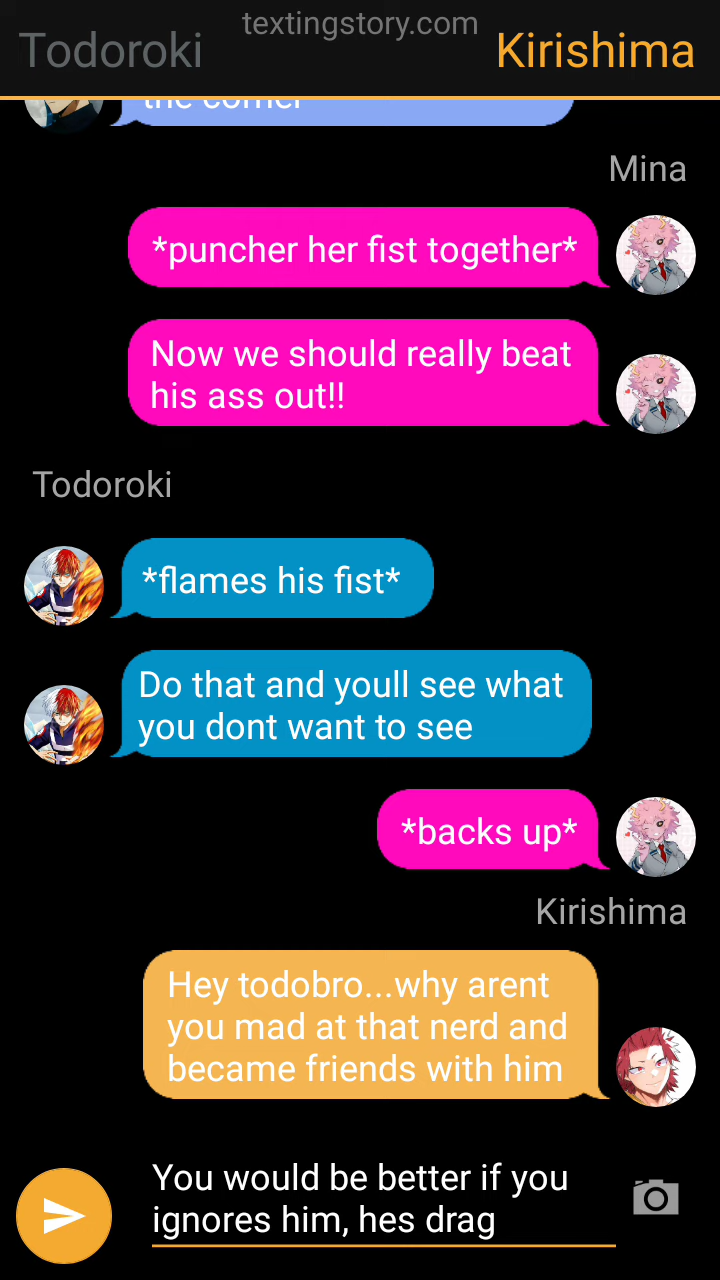 textingstory.com
Todoroki
Kirishima
the corner
Mina
*puncher her fist together*
Now we should really beat
his ass out!!
Todoroki
*flames his fist*
Do that and youll see what
you dont want to see
*backs up*
Kirishima
Hey todobro...why arent
you mad at that nerd and
became friends with him
You would be better if you
ignores him, hes drag